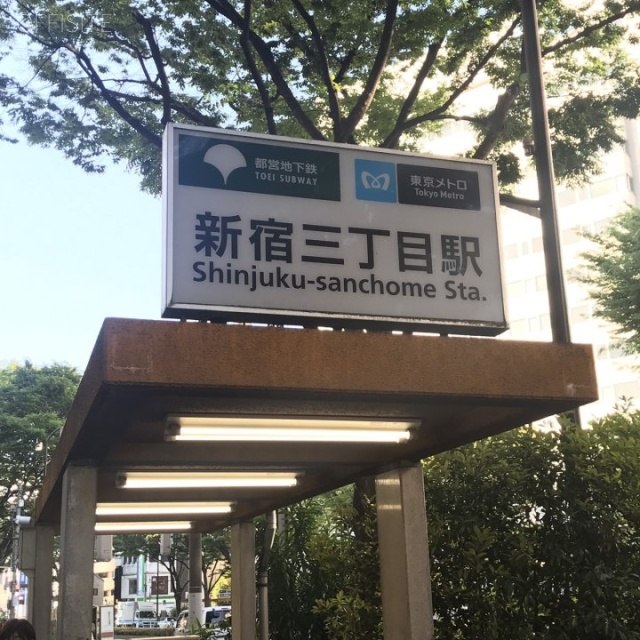 都営地下鉄
TOEI SUBWAY
東京メトロ
Tokyo Metro
新宿三丁目駅
Shinjuku-sanchome Sta.